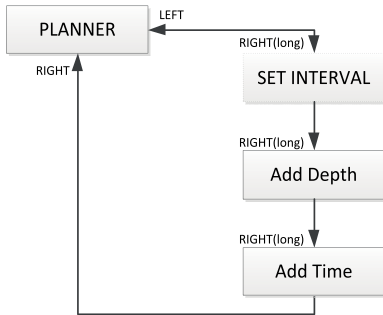 LEFT
PLANNER
RIGHT(long)
RIGHT
SET INTERVAL
RIGHT(long)
Add Depth
RIGHT(long)
Add Time